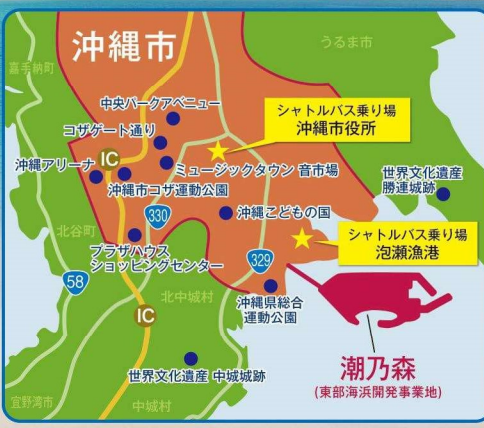 沖縄市
うるま市
嘉手納町
中央パークアベニュー
シャトルバス乗り場
沖縄市役所
コザゲート通り
IC
沖縄アリーナ
ミュージックタウン 音市場
沖縄市コザ運動公園
世界文化遺産
勝連城跡
330
沖縄こどもの国
北谷町
シャトルバス乗り場
泡瀬漁港
プラザハウス
ショッピングセンター
329
58
北中城村
沖縄県総合
運動公園
IC
潮乃森
(東部海浜開発事業地)
世界文化遺産 中城城跡
宜野湾市
中城村